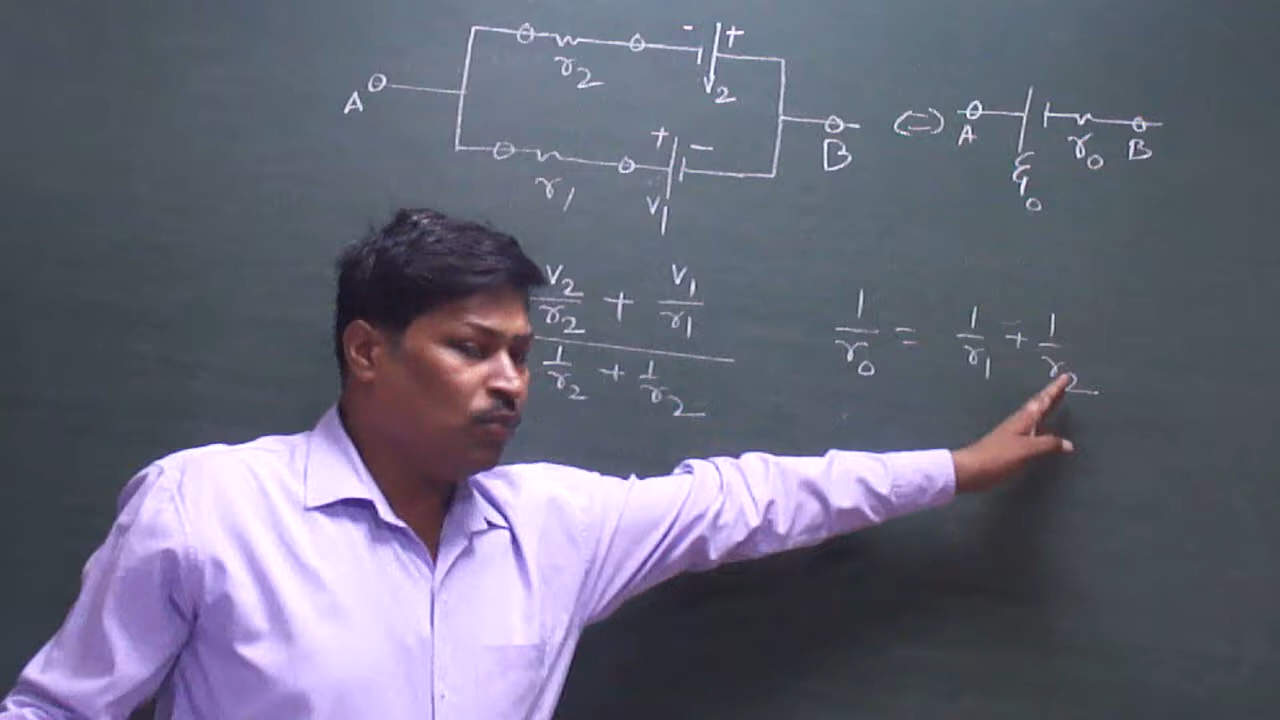 - +
r2
V2
A
B
(=) A r0 B
ξ0
+ -
r1
V1
V2/r2 + V1/r1
1/r2 + 1/r2
1/r0 = 1/r1 + 1/r2